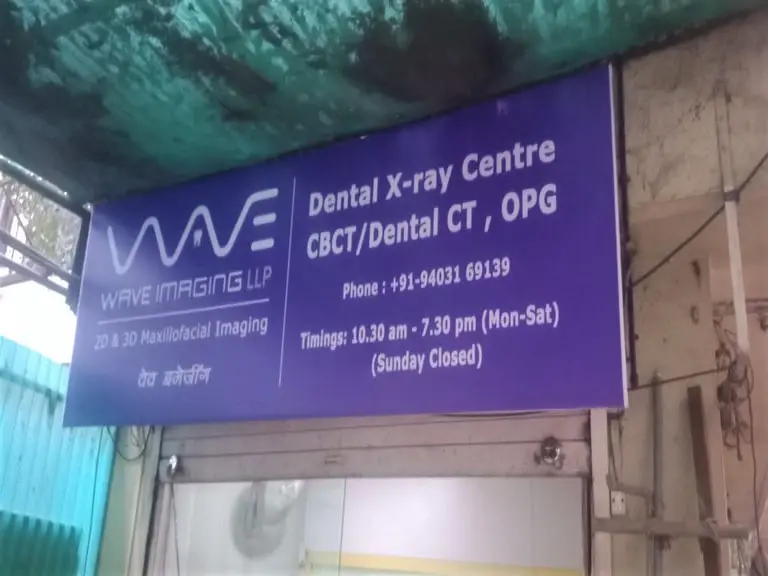 WAVE
WAVE IMAGING LLP
2D & 3D Maxillofacial Imaging
वेव इमेजींग
Dental X-ray Centre
CBCT/Dental CT , OPG
Phone : +91-94031 69139
Timings: 10.30 am - 7.30 pm (Mon-Sat)
(Sunday Closed)